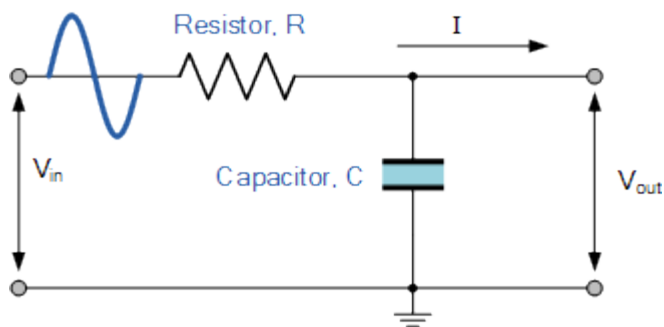 Resistor, R
I
Vin
Capacitor, C
Vout